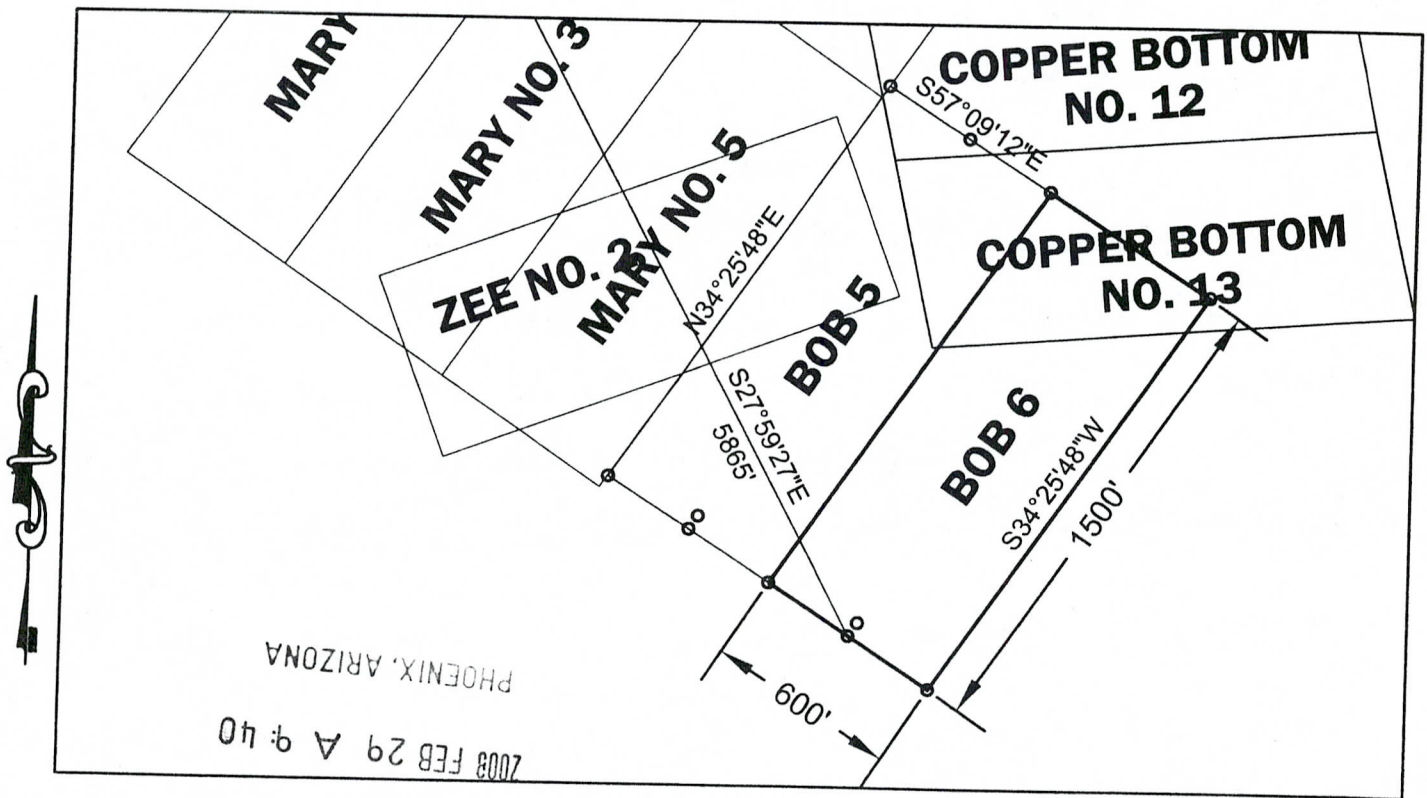 MARY
MARY NO. 3
COPPER BOTTOM
NO. 12
S57°09'12"E
MARY NO. 5
ZEE NO. 2
N34°25'48"E
COPPER BOTTOM
NO. 13
BOB 5
S27°59'27"E
5865'
BOB 6
S34°25'48"W
1500'
600'
PHOENIX, ARIZONA
2008 FEB 29 A 9:40